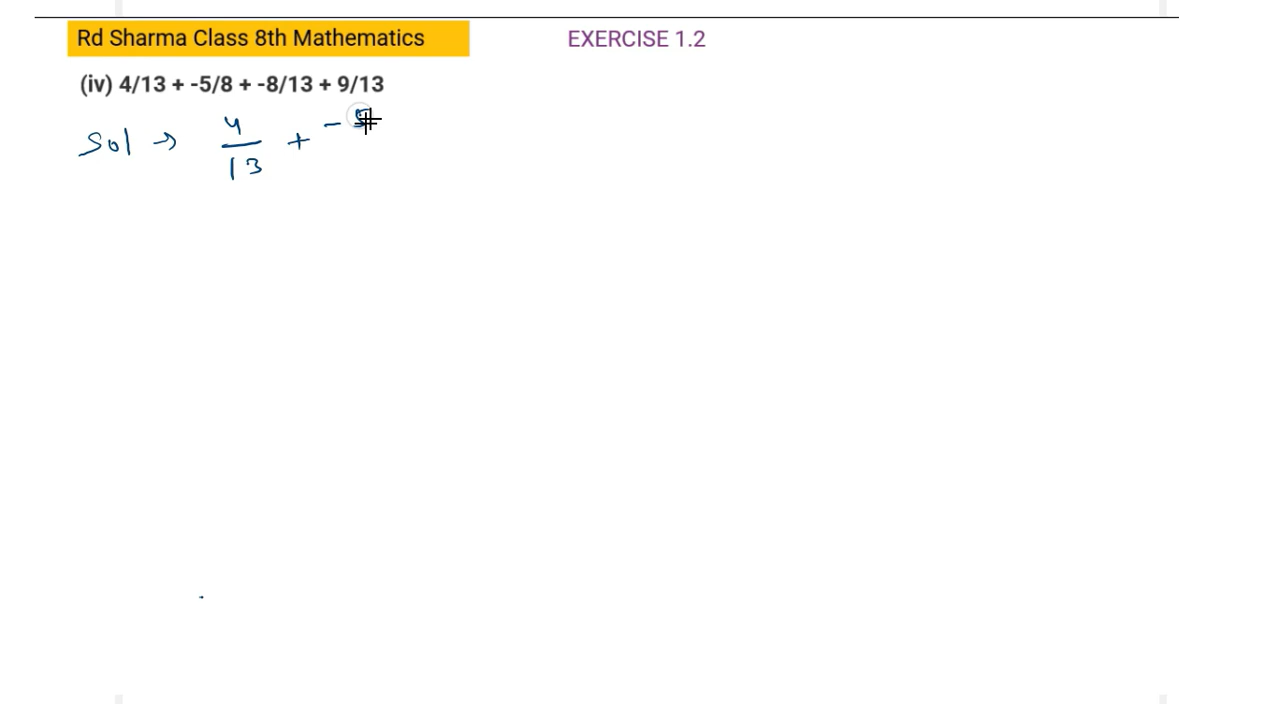 Rd Sharma Class 8th Mathematics EXERCISE 1.2
(iv) 4/13 + -5/8 + -8/13 + 9/13
Sol → 4/13 + -5